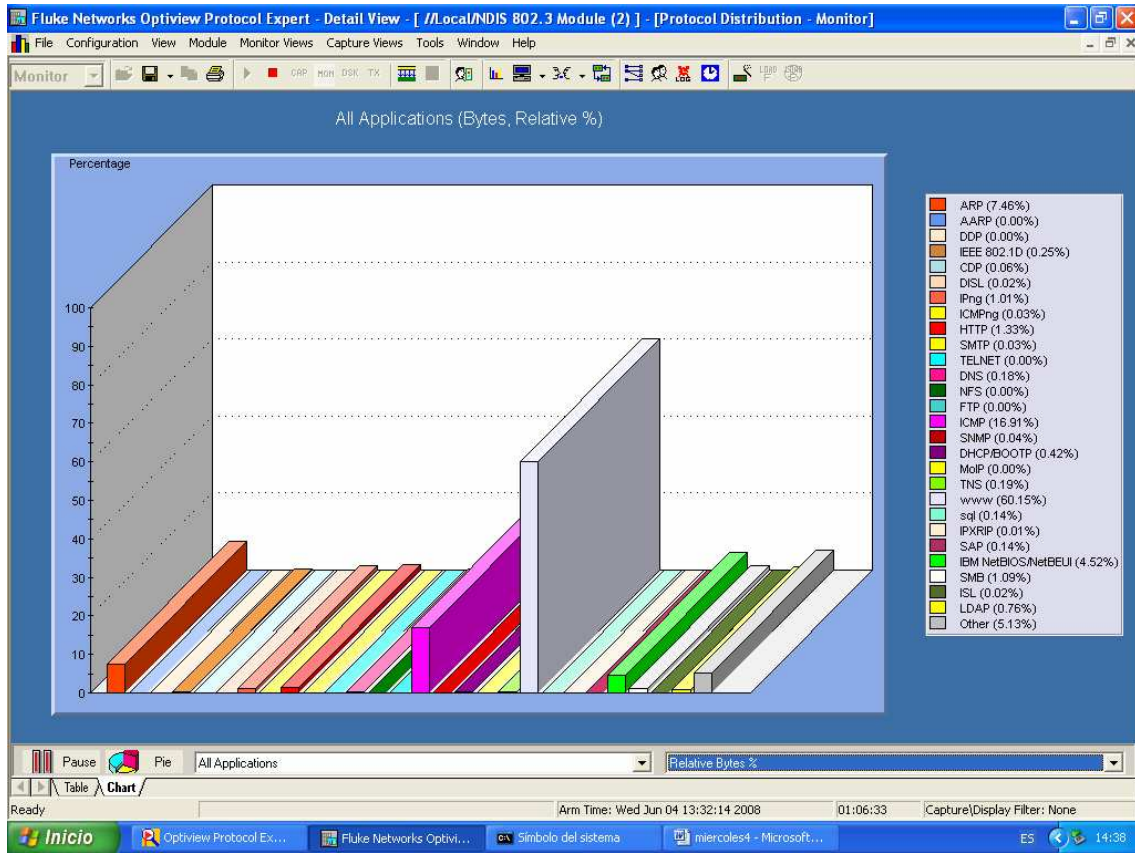 Fluke Networks Optiview Protocol Expert - Detail View - [ //Local/NDIS 802.3 Module (2) ] - [Protocol Distribution - Monitor]
File Configuration View Module Monitor Views Capture Views Tools Window Help
Monitor CAP MON DSK TX
All Applications (Bytes, Relative %)
Percentage
100
90
80
70
60
50
40
30
20
10
0
ARP (7.46%)
AARP (0.00%)
DDP (0.00%)
IEEE 802.1D (0.25%)
CDP (0.06%)
DISL (0.02%)
IPng (1.01%)
ICMPng (0.03%)
HTTP (1.33%)
SMTP (0.03%)
TELNET (0.00%)
DNS (0.18%)
NFS (0.00%)
FTP (0.00%)
ICMP (16.91%)
SNMP (0.04%)
DHCP/BOOTP (0.42%)
MoIP (0.00%)
TNS (0.19%)
www (60.15%)
sql (0.14%)
IPXRIP (0.01%)
SAP (0.14%)
IBM NetBIOS/NetBEUI (4.52%)
SMB (1.09%)
ISL (0.02%)
LDAP (0.76%)
Other (5.13%)
Pause Pie All Applications Relative Bytes %
Table Chart
Ready Arm Time: Wed Jun 04 13:32:14 2008 01:06:33 Capture\Display Filter: None
Inicio Optiview Protocol Ex... Fluke Networks Optivi... Símbolo del sistema miercoles4 - Microsoft... ES 14:38